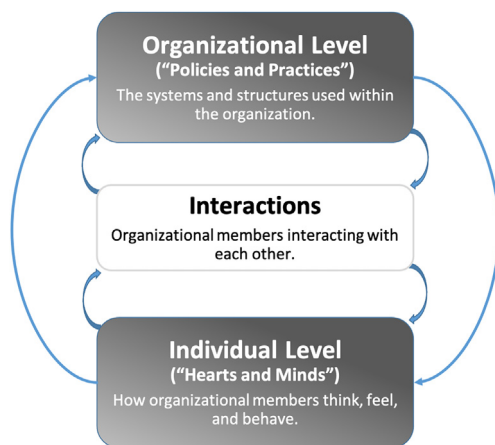 Organizational Level
(“Policies and Practices”)
The systems and structures used within
the organization.
Interactions
Organizational members interacting with
each other.
Individual Level
(“Hearts and Minds”)
How organizational members think, feel,
and behave.